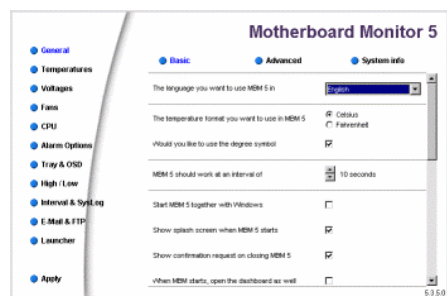 Motherboard Monitor 5
General
Temperatures
Voltages
Fans
CPU
Alarm Options
Tray & OSD
High / Low
Interval & SysLog
E-Mail & FTP
Launcher
Apply
Basic Advanced System info
The language you want to use MBM 5 in English
The temperature format you want to use in MBM 5 Celsius
Fahrenheit
Would you like to use the degree symbol
MBM 5 should work at an interval of 10 seconds
Start MBM 5 together with Windows
Show splash screen when MBM 5 starts
Show confirmation request on closing MBM 5
When MBM starts, open the dashboard as well
5.3.5.0